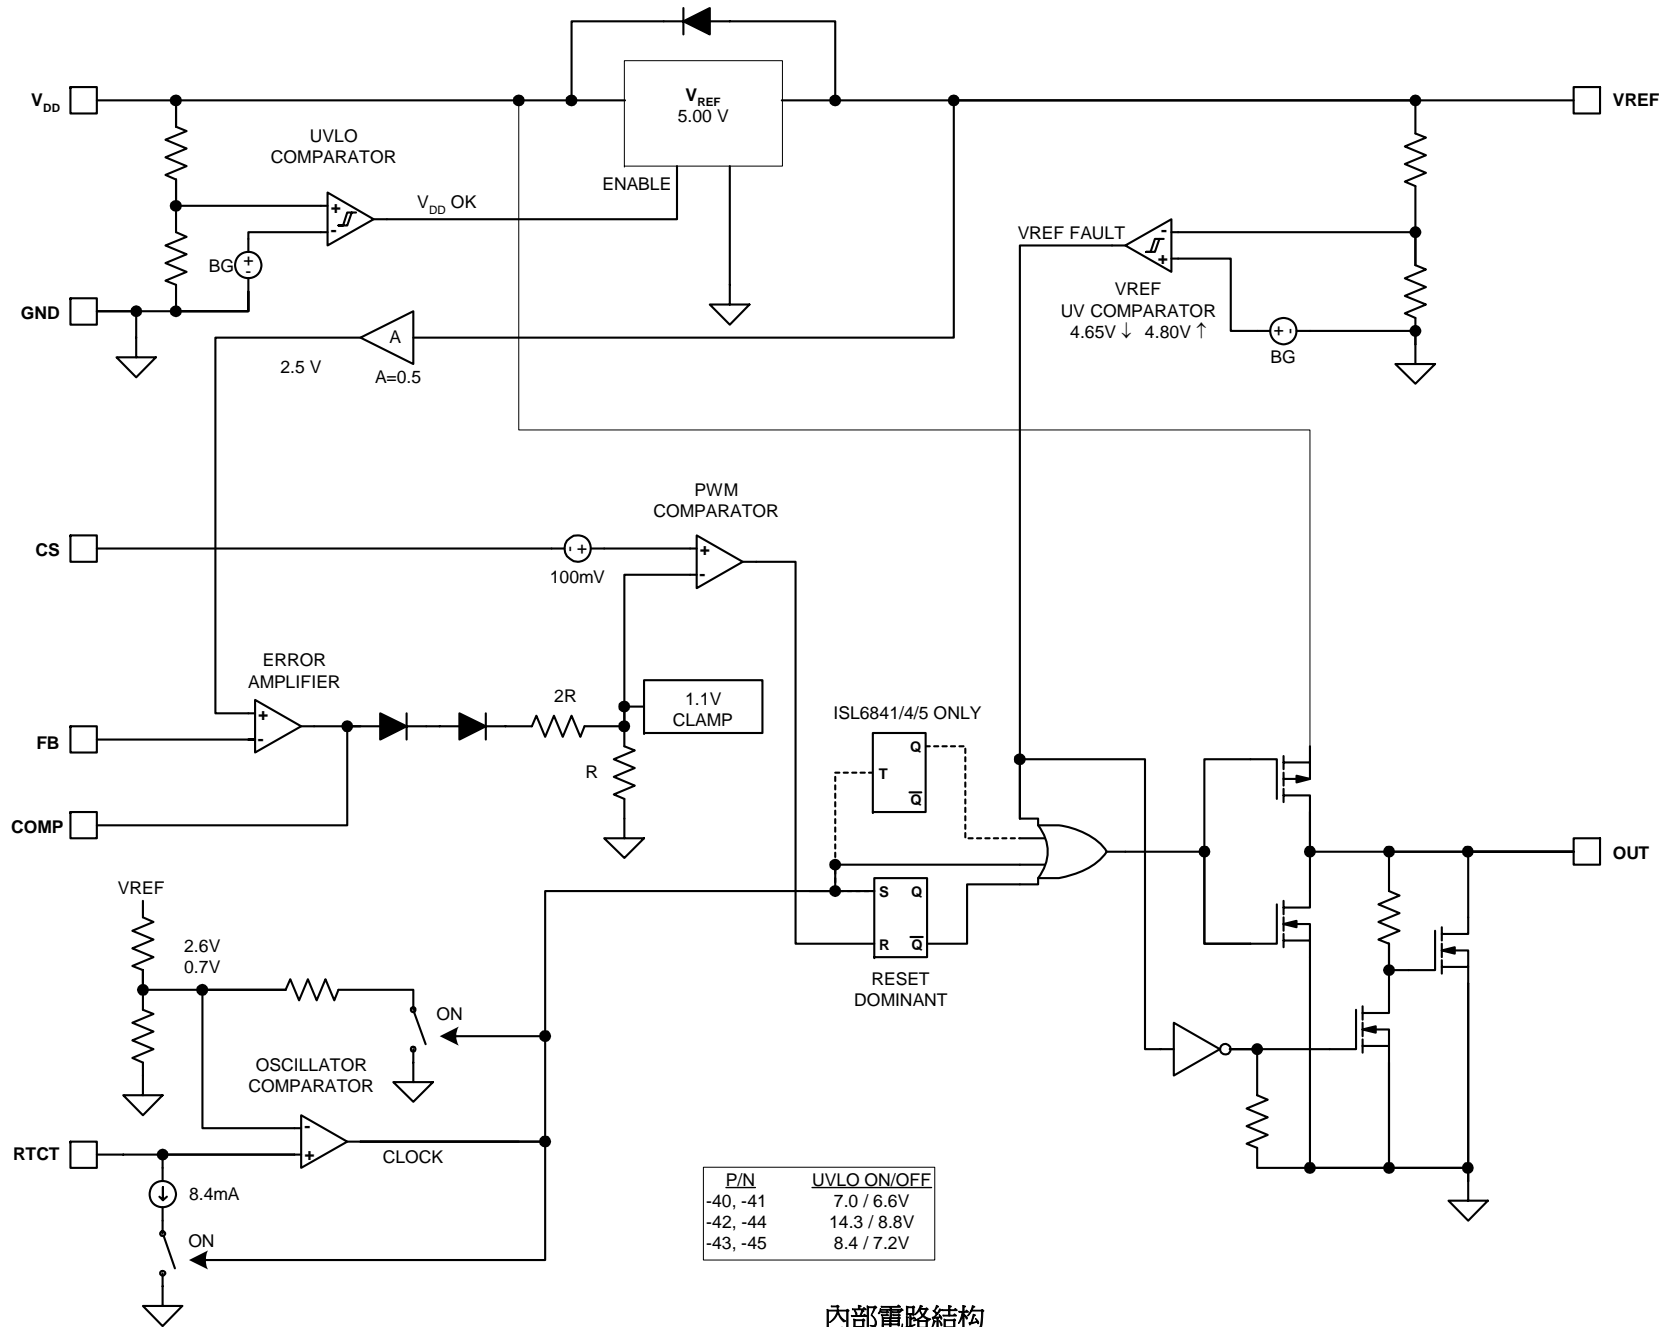 V_DD
V_REF
5.00 V
VREF
UVLO
COMPARATOR
ENABLE
+
-
V_DD OK
BG
+
-
GND
VREF FAULT
-
+
VREF
UV COMPARATOR
4.65V ↓ 4.80V ↑
+ -
BG
A
2.5 V
A=0.5
PWM
COMPARATOR
CS
- +
100mV
+
-
ERROR
AMPLIFIER
+
-
FB
2R
1.1V
CLAMP
R
COMP
ISL6841/4/5 ONLY
Q
T
Q̅
OUT
VREF
2.6V
0.7V
S Q
R Q̅
RESET
DOMINANT
ON
OSCILLATOR
COMPARATOR
-
+
RTCT
CLOCK
8.4mA
ON
P/N UVLO ON/OFF
-40, -41 7.0 / 6.6V
-42, -44 14.3 / 8.8V
-43, -45 8.4 / 7.2V
內部電路結构